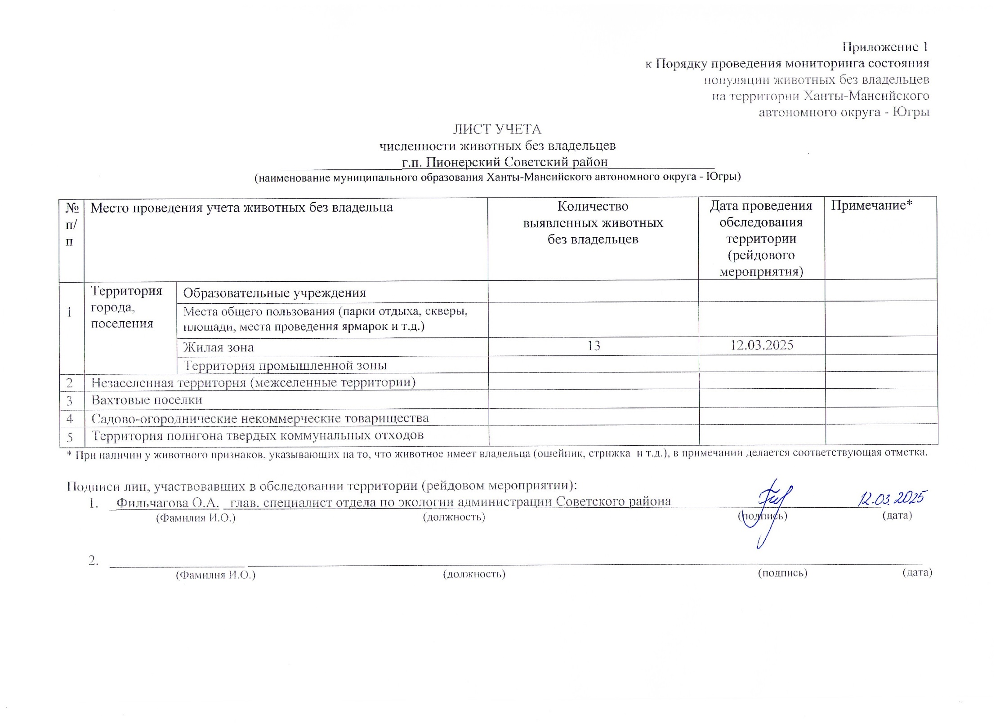 Приложение 1
к Порядку проведения мониторинга состояния
популяции животных без владельцев
на территории Ханты-Мансийского
автономного округа - Югры
ЛИСТ УЧЕТА
численности животных без владельцев
г.п. Пионерский Советский район
(наименование муниципального образования Ханты-Мансийского автономного округа - Югры)
№ п/п Место проведения учета животных без владельца Количество выявленных животных без владельцев Дата проведения обследования территории (рейдового мероприятия) Примечание*
1 Территория города, поселения Образовательные учреждения
Места общего пользования (парки отдыха, скверы,
площади, места проведения ярмарок и т.д.)
Жилая зона 13 12.03.2025
Территория промышленной зоны
2 Незаселенная территория (межселенные территории)
3 Вахтовые поселки
4 Садово-огороднические некоммерческие товарищества
5 Территория полигона твердых коммунальных отходов
* При наличии у животного признаков, указывающих на то, что животное имеет владельца (ошейник, стрижка и т.д.), в примечании делается соответствующая отметка.
Подписи лиц, участвовавших в обследовании территории (рейдовом мероприятии):
1. Фильчагова О.А. глав. специалист отдела по экологии администрации Советского района 12.03.2025
(Фамилия И.О.) (должность) (подпись) (дата)
2.
(Фамилия И.О.) (должность) (подпись) (дата)